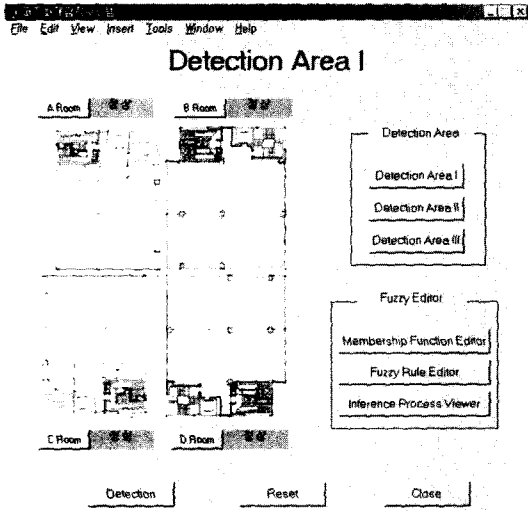 File Edit View Insert Tools Window Help
Detection Area I
A Room
B Room
Detection Area
Detection Area I
Detection Area II
Detection Area III
Fuzzy Editor
Membership Function Editor
Fuzzy Rule Editor
Inference Process Viewer
C Room
D Room
Detection
Reset
Close